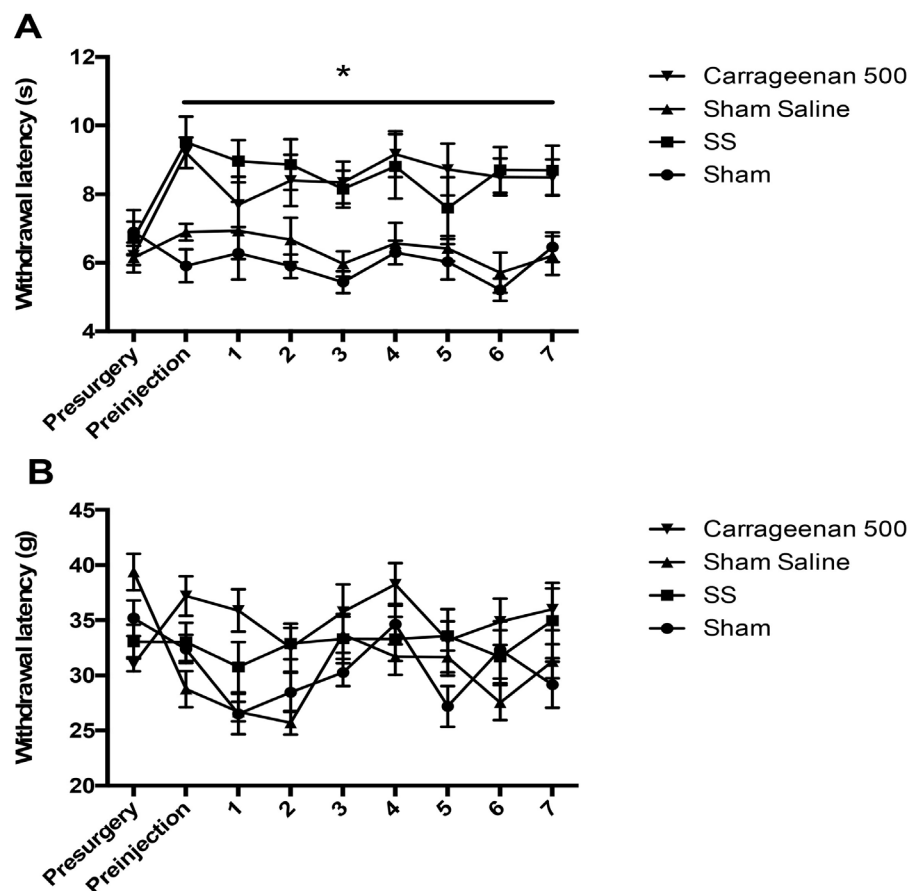 A
Withdrawal latency (s)
12
10
8
6
4
*
Presurgery
Preinjection
1
2
3
4
5
6
7
Carrageenan 500
Sham Saline
SS
Sham
B
Withdrawal latency (g)
45
40
35
30
25
20
Presurgery
Preinjection
1
2
3
4
5
6
7
Carrageenan 500
Sham Saline
SS
Sham